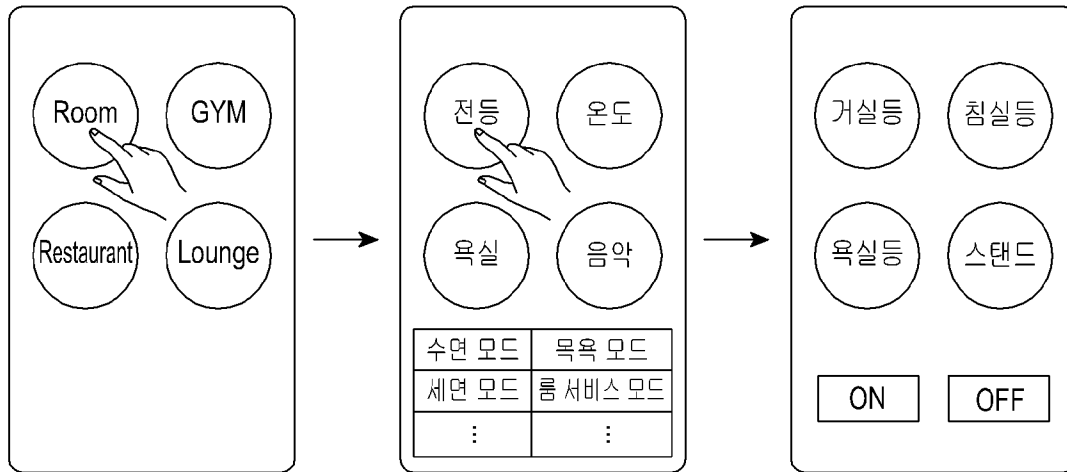 Room
GYM
Restaurant
Lounge
전등
온도
욕실
음악
수면 모드
목욕 모드
세면 모드
룸 서비스 모드
⋮
⋮
거실등
침실등
욕실등
스탠드
ON
OFF